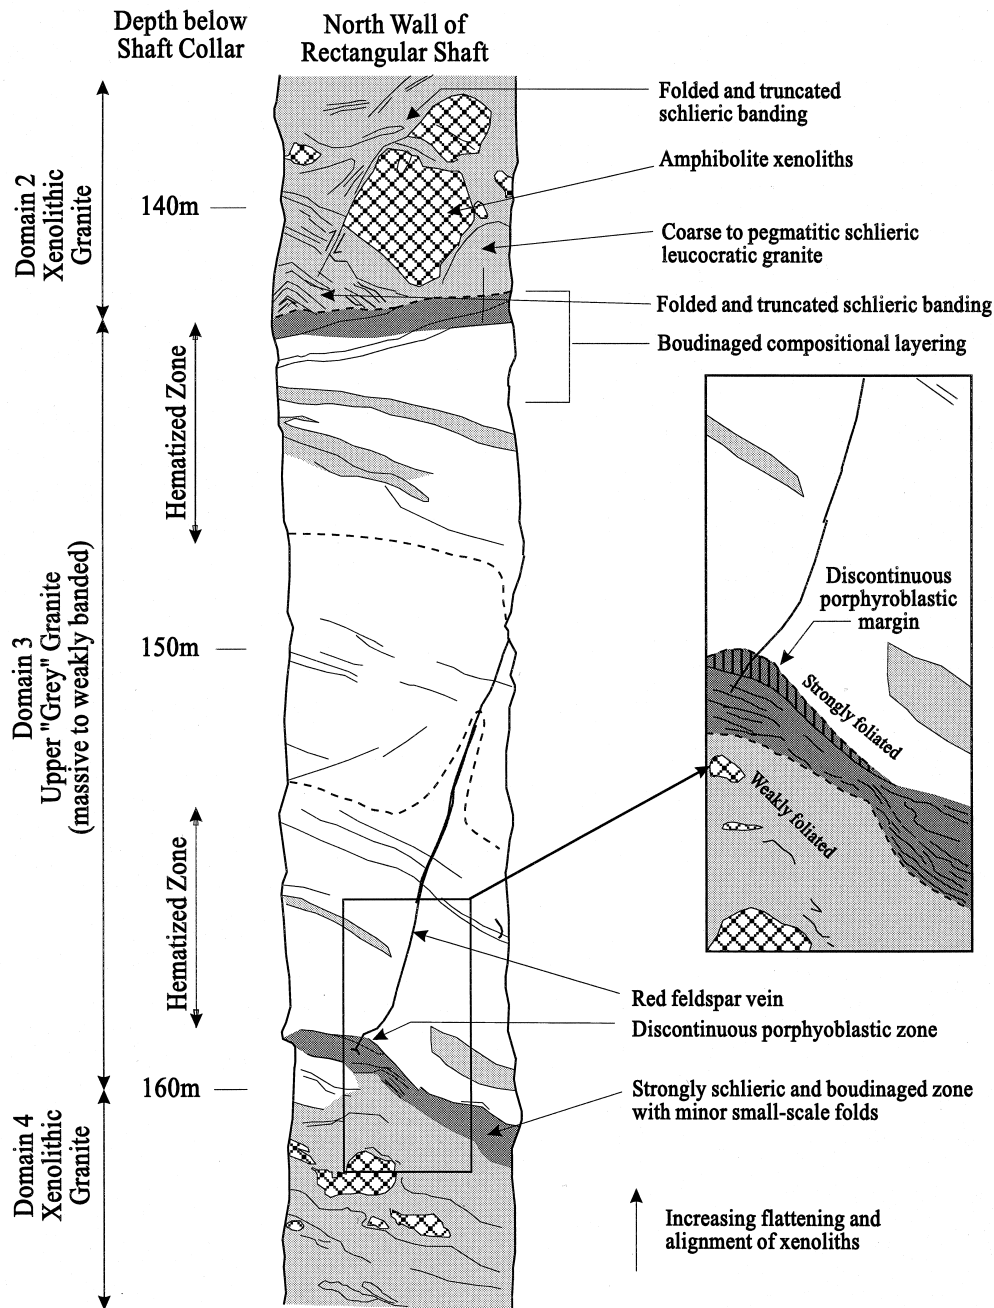 Depth below
Shaft Collar
North Wall of
Rectangular Shaft
Domain 2
Xenolithic
Granite
140m
Folded and truncated
schlieric banding
Amphibolite xenoliths
Coarse to pegmatitic schlieric
leucocratic granite
Folded and truncated schlieric banding
Boudinaged compositional layering
Hematized Zone
Domain 3
Upper "Grey" Granite
(massive to weakly banded)
150m
Discontinuous
porphyroblastic
margin
Strongly foliated
Weakly foliated
Hematized Zone
Red feldspar vein
Discontinuous porphyoblastic zone
160m
Strongly schlieric and boudinaged zone
with minor small-scale folds
Domain 4
Xenolithic
Granite
Increasing flattening and
alignment of xenoliths